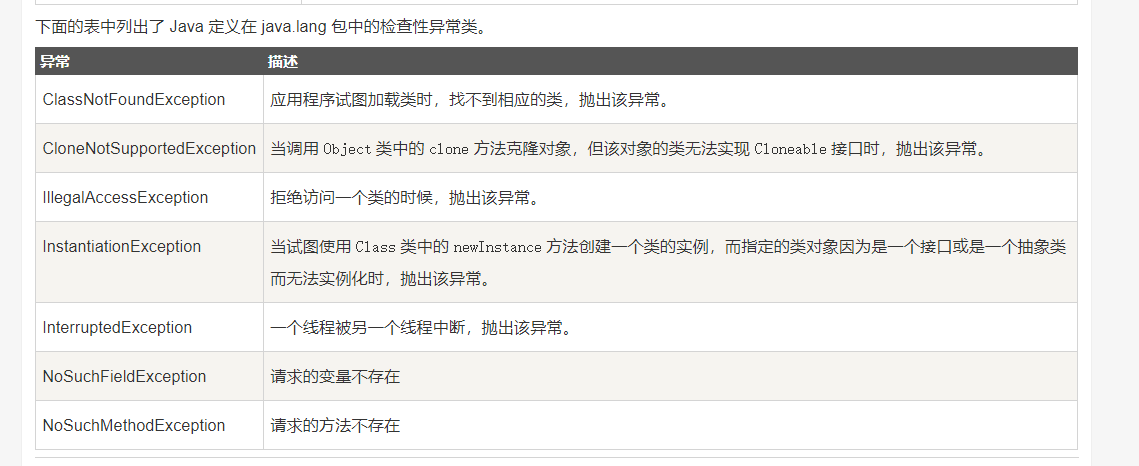 下面的表中列出了 Java 定义在 java.lang 包中的检查性异常类。
异常 描述
ClassNotFoundException 应用程序试图加载类时，找不到相应的类，抛出该异常。
CloneNotSupportedException 当调用 Object 类中的 clone 方法克隆对象，但该对象的类无法实现 Cloneable 接口时，抛出该异常。
IllegalAccessException 拒绝访问一个类的时候，抛出该异常。
InstantiationException 当试图使用 Class 类中的 newInstance 方法创建一个类的实例，而指定的类对象因为是一个接口或是一个抽象类
而无法实例化时，抛出该异常。
InterruptedException 一个线程被另一个线程中断，抛出该异常。
NoSuchFieldException 请求的变量不存在
NoSuchMethodException 请求的方法不存在